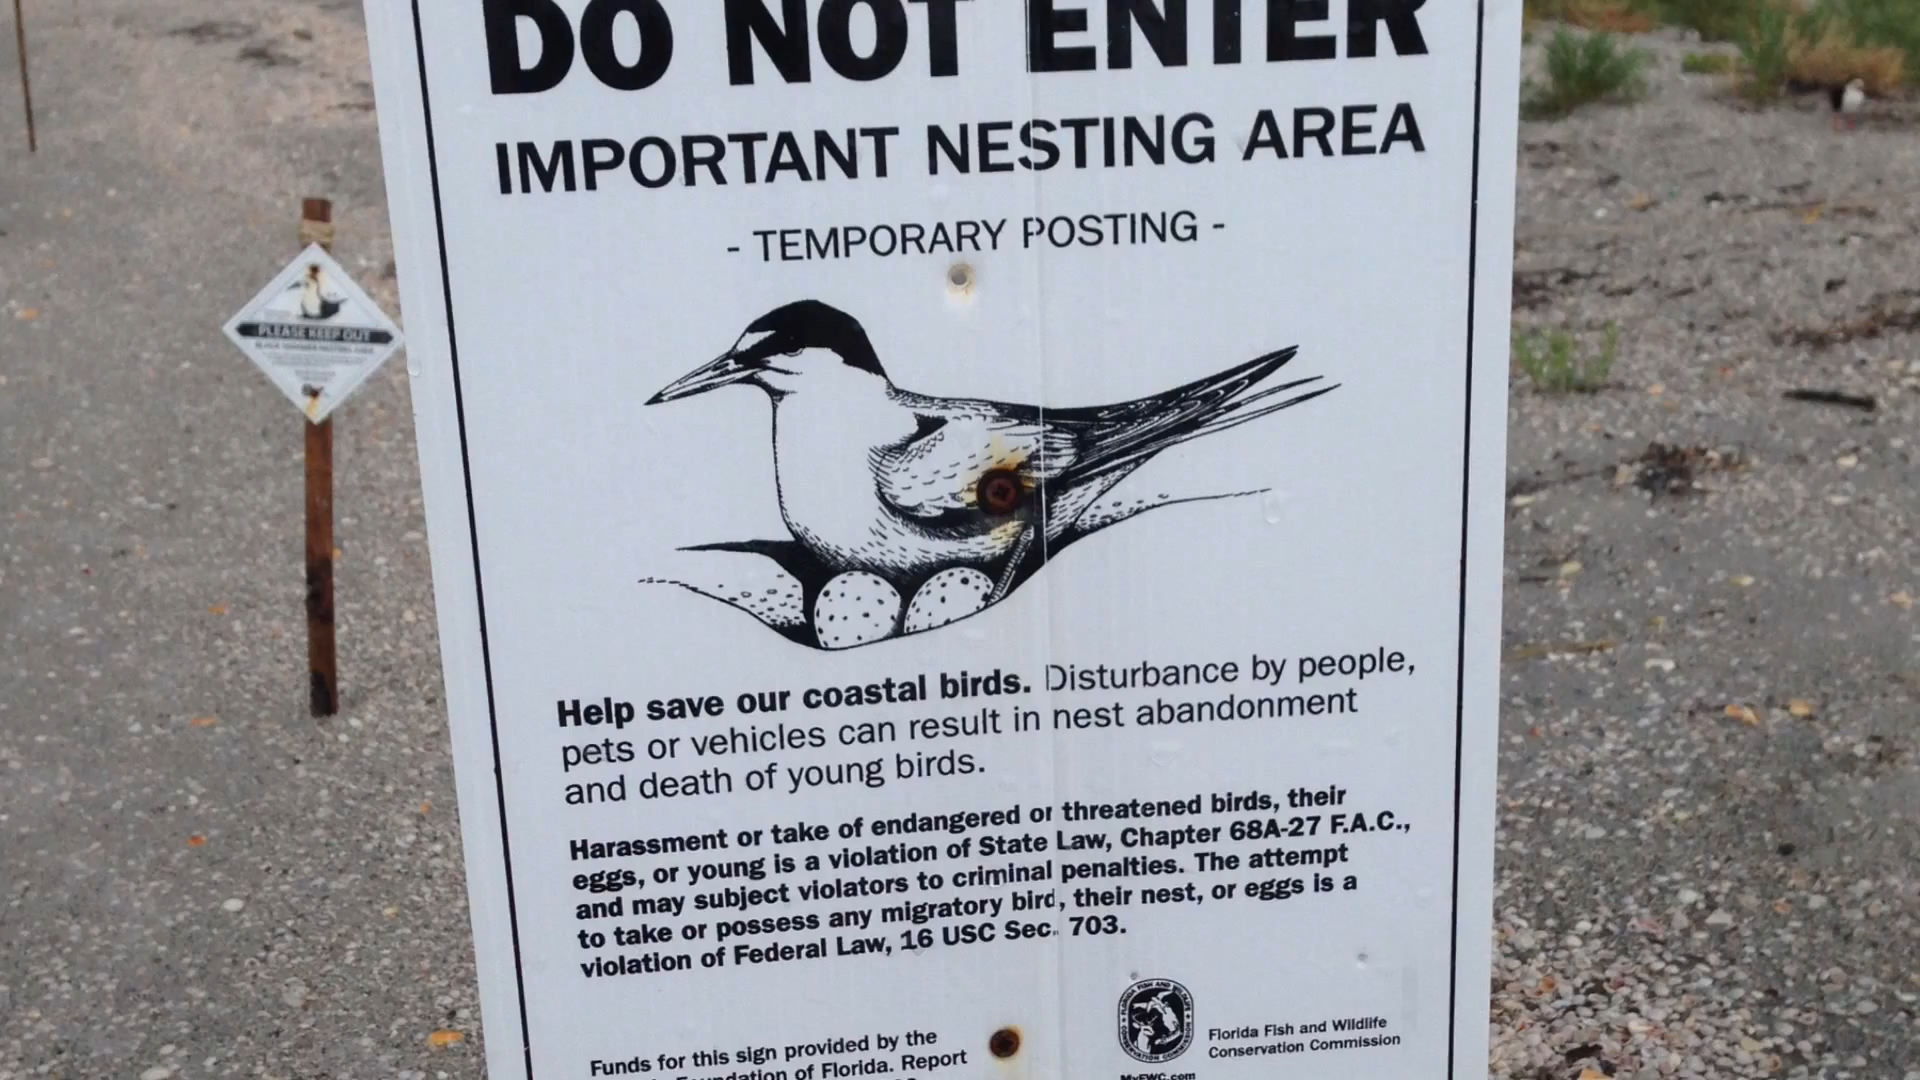 DO NOT ENTER
IMPORTANT NESTING AREA
- TEMPORARY POSTING -
PLEASE KEEP OUT
Help save our coastal birds. Disturbance by people,
pets or vehicles can result in nest abandonment
and death of young birds.
Harassment or take of endangered or threatened birds, their
eggs, or young is a violation of State Law, Chapter 68A-27 F.A.C.,
and may subject violators to criminal penalties. The attempt
to take or possess any migratory bird, their nest, or eggs is a
violation of Federal Law, 16 USC Sec. 703.
Funds for this sign provided by the
Foundation of Florida. Report
Florida Fish and Wildlife
Conservation Commission
MyFWC.com